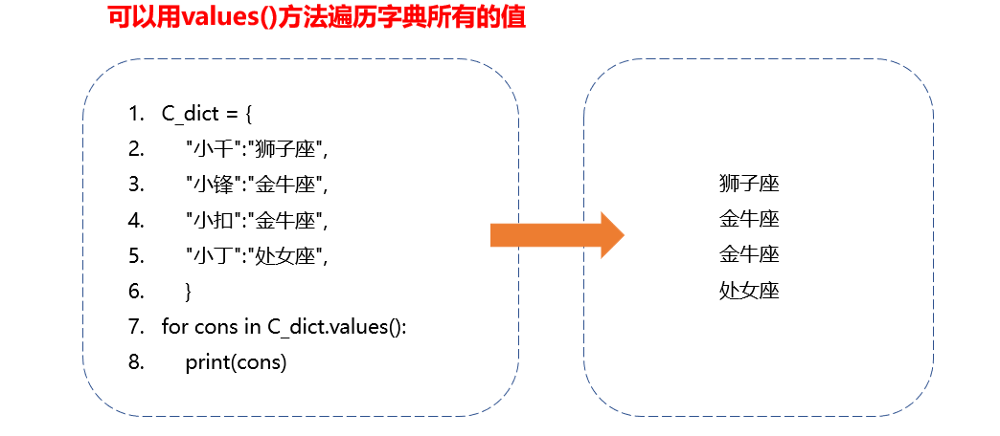 可以用values()方法遍历字典所有的值
1. C_dict = {
2. "小千":"狮子座",
3. "小锋":"金牛座",
4. "小扣":"金牛座",
5. "小丁":"处女座",
6. }
7. for cons in C_dict.values():
8. print(cons)
狮子座
金牛座
金牛座
处女座